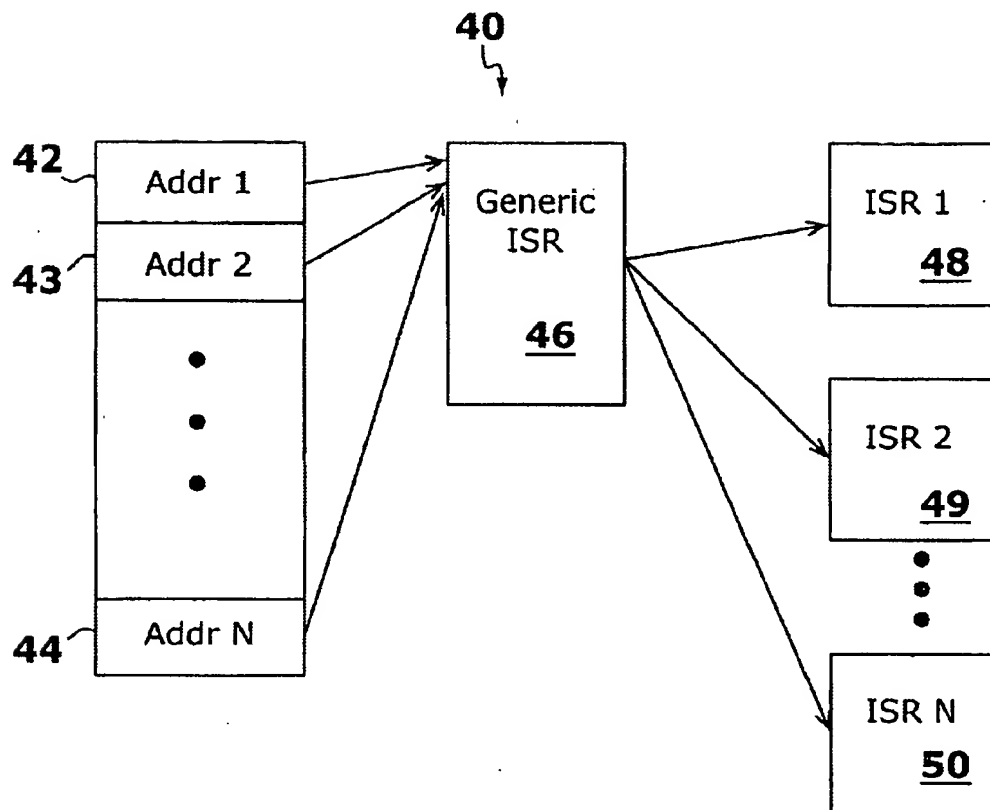 40
42
Addr 1
43
Addr 2
44
Addr N
Generic
ISR
46
ISR 1
48
ISR 2
49
ISR N
50